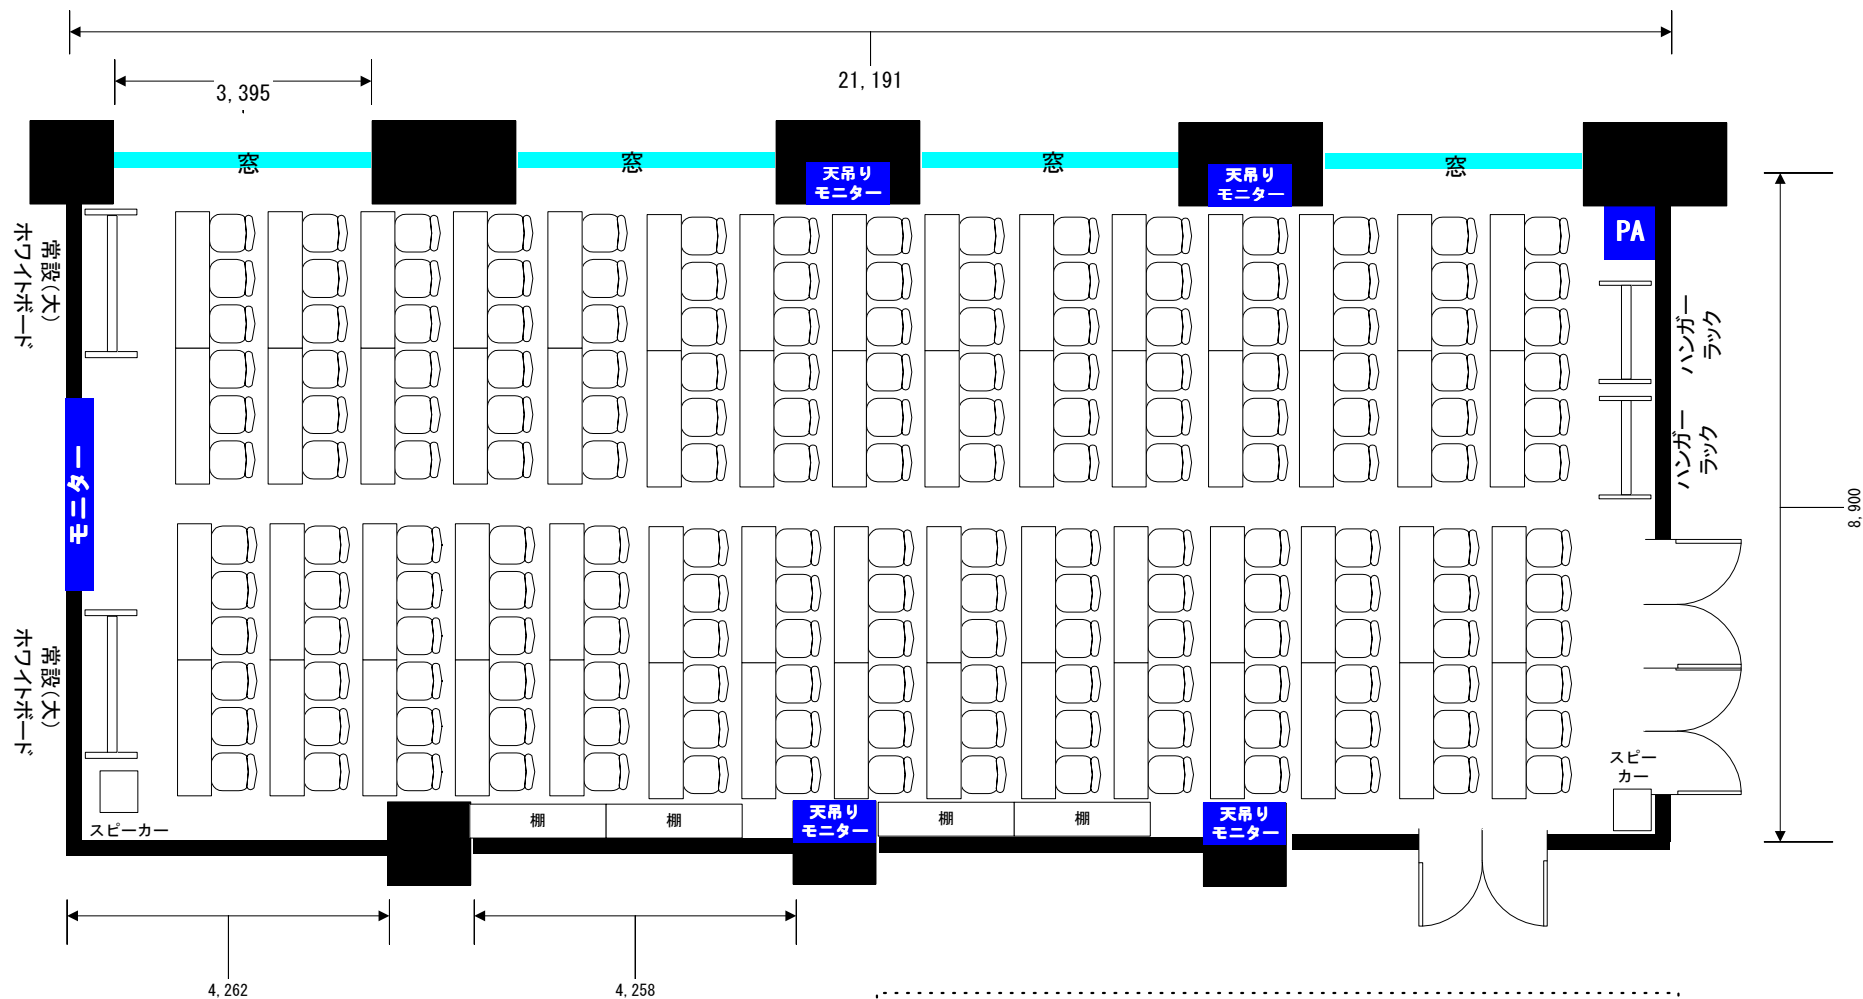 21,191
3,395
窓
窓
窓
窓
天吊り
モニター
天吊り
モニター
PA
常設(大)
ホワイトボード
ハンガー
ラック
ハンガー
ラック
モニター
8,900
常設(大)
ホワイトボード
スピー
カー
スピーカー
棚
棚
天吊り
モニター
棚
棚
天吊り
モニター
4,262
4,258